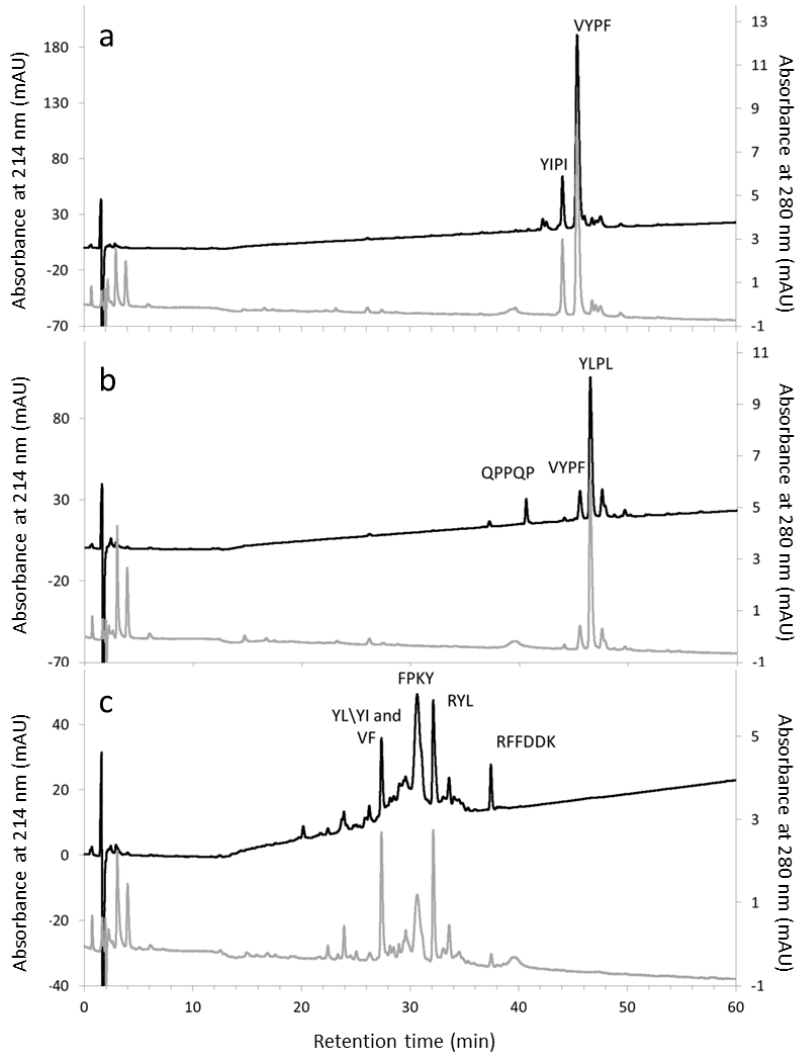 a
VYPF
YIPI
Absorbance at 214 nm (mAU)
180
130
80
30
-20
-70
Absorbance at 280 nm (mAU)
13
11
9
7
5
3
1
-1
b
YLPL
QPPQP
VYPF
Absorbance at 214 nm (mAU)
80
30
-20
-70
Absorbance at 280 nm (mAU)
11
9
7
5
3
1
-1
c
FPKY
YL\YI and
VF
RYL
RFFDDK
Absorbance at 214 nm (mAU)
40
20
0
-20
-40
Absorbance at 280 nm (mAU)
5
3
1
-1
0 10 20 30 40 50 60
Retention time (min)